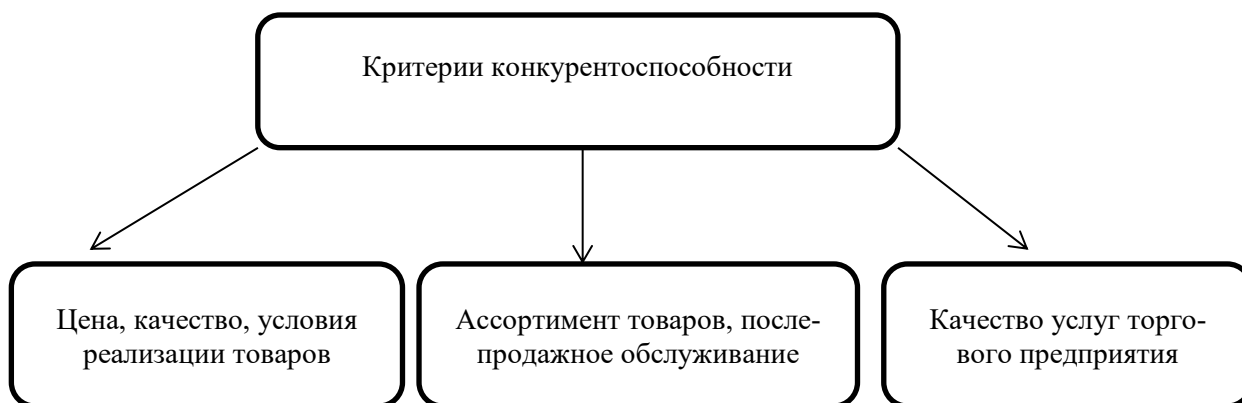 Критерии конкурентоспособности
Цена, качество, условия
реализации товаров
Ассортимент товаров, после-
продажное обслуживание
Качество услуг торго-
вого предприятия